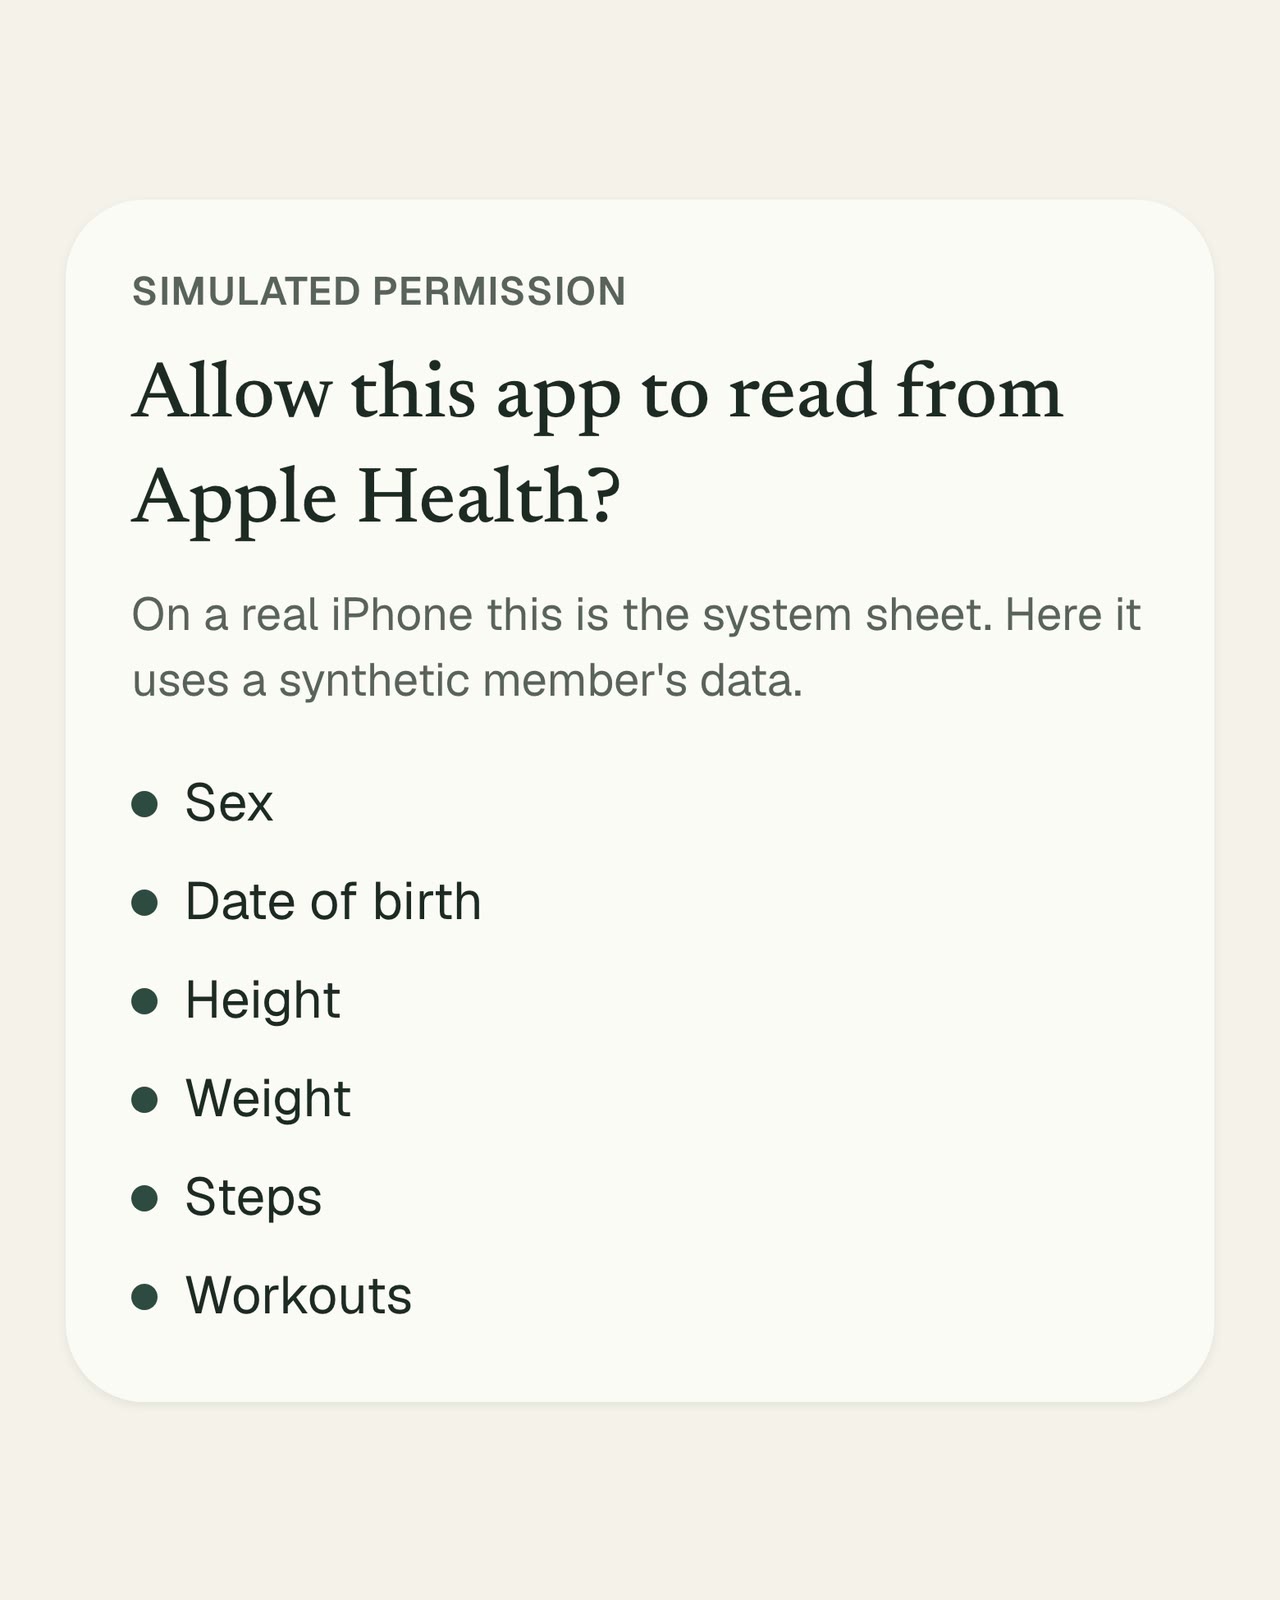 SIMULATED PERMISSION
Allow this app to read from
Apple Health?
On a real iPhone this is the system sheet. Here it
uses a synthetic member's data.
Sex
Date of birth
Height
Weight
Steps
Workouts